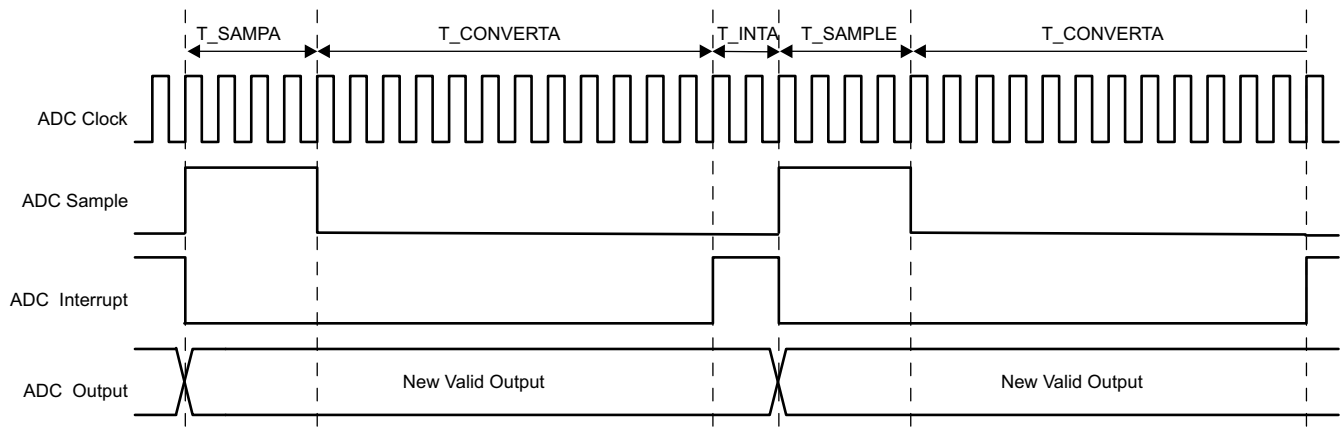 T_SAMPA T_CONVERTA T_INTA T_SAMPLE T_CONVERTA
ADC Clock
ADC Sample
ADC Interrupt
ADC Output New Valid Output New Valid Output